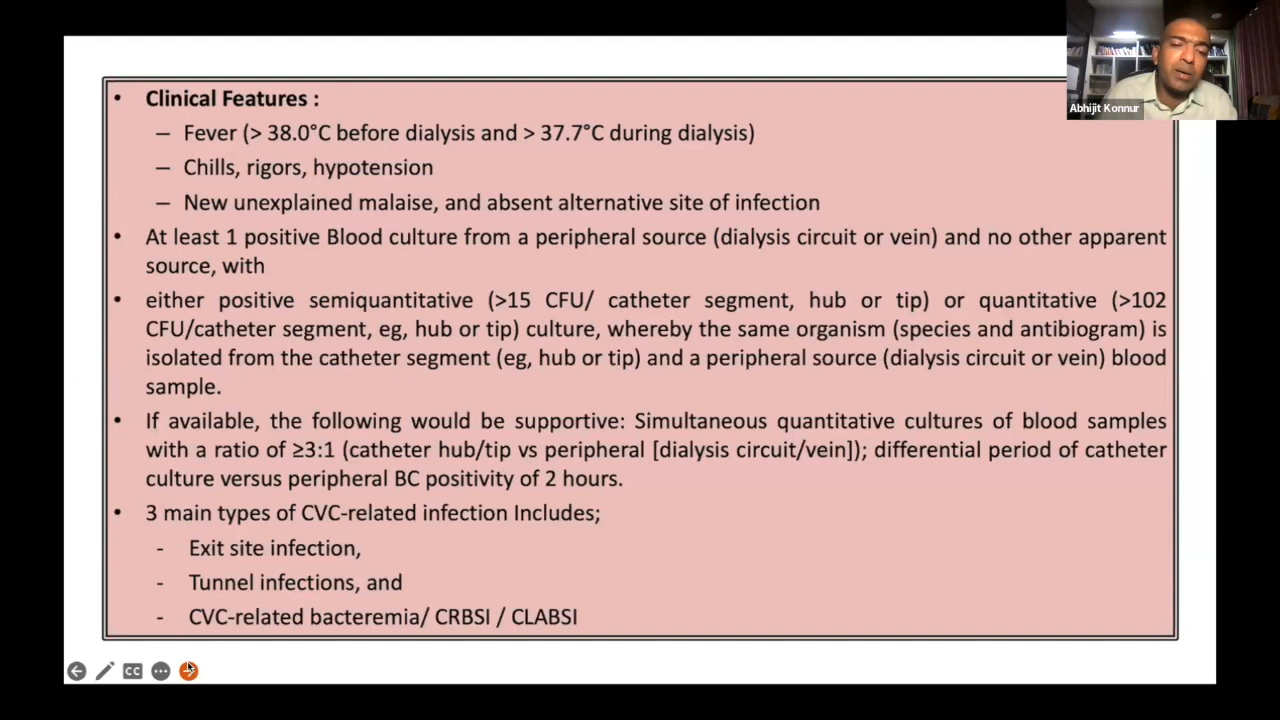 • Clinical Features :
– Fever (> 38.0°C before dialysis and > 37.7°C during dialysis)
– Chills, rigors, hypotension
– New unexplained malaise, and absent alternative site of infection
• At least 1 positive Blood culture from a peripheral source (dialysis circuit or vein) and no other apparent
source, with
• either positive semiquantitative (>15 CFU/ catheter segment, hub or tip) or quantitative (>102
CFU/catheter segment, eg, hub or tip) culture, whereby the same organism (species and antibiogram) is
isolated from the catheter segment (eg, hub or tip) and a peripheral source (dialysis circuit or vein) blood
sample.
• If available, the following would be supportive: Simultaneous quantitative cultures of blood samples
with a ratio of ≥3:1 (catheter hub/tip vs peripheral [dialysis circuit/vein]); differential period of catheter
culture versus peripheral BC positivity of 2 hours.
• 3 main types of CVC-related infection Includes;
- Exit site infection,
- Tunnel infections, and
- CVC-related bacteremia/ CRBSI / CLABSI
Abhijit Konnur
CC